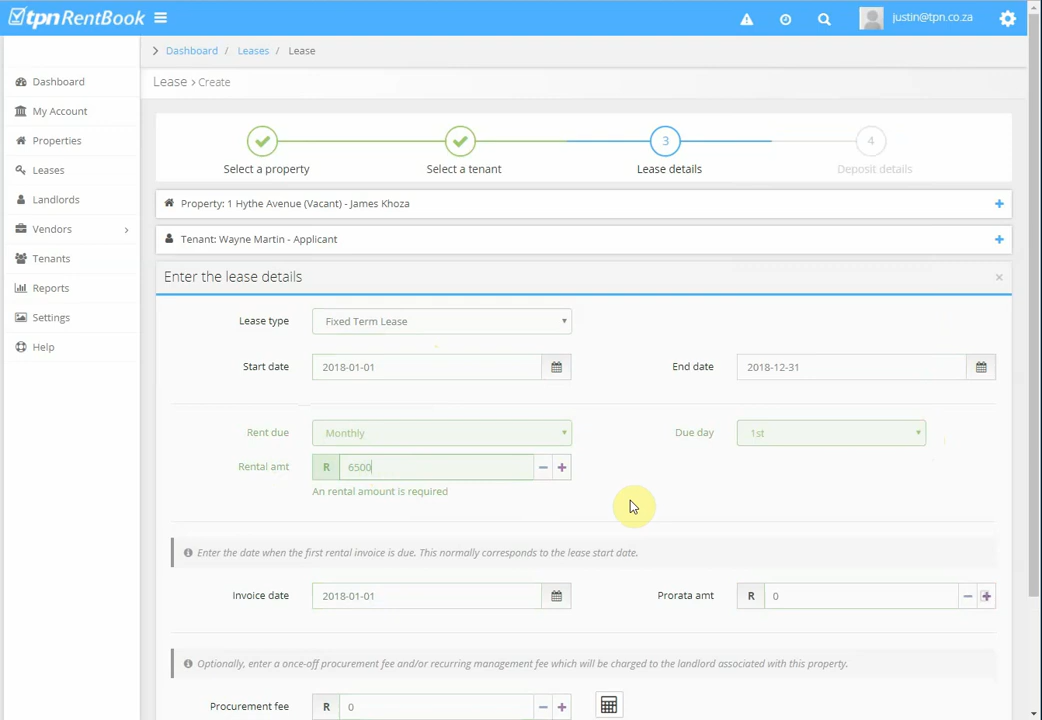 tpn RentBook
justin@tpn.co.za
Dashboard / Leases / Lease
Lease > Create
Dashboard
My Account
Properties
Leases
Landlords
Vendors
Tenants
Reports
Settings
Help
3
4
Select a property
Select a tenant
Lease details
Deposit details
Property: 1 Hythe Avenue (Vacant) - James Khoza
Tenant: Wayne Martin - Applicant
Enter the lease details
Lease type
Fixed Term Lease
Start date
2018-01-01
End date
2018-12-31
Rent due
Monthly
Due day
1st
Rental amt
R
6500
An rental amount is required
Enter the date when the first rental invoice is due. This normally corresponds to the lease start date.
Invoice date
2018-01-01
Prorata amt
R
0
Optionally, enter a once-off procurement fee and/or recurring management fee which will be charged to the landlord associated with this property.
Procurement fee
R
0